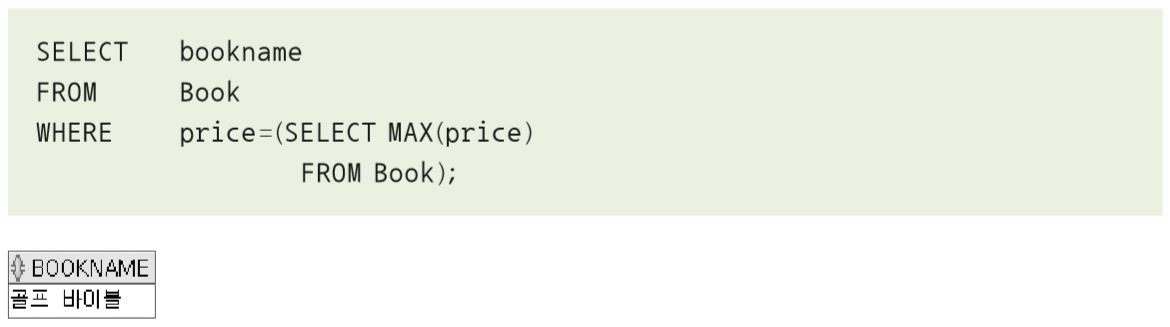 SELECT bookname
FROM Book
WHERE price=(SELECT MAX(price)
FROM Book);
BOOKNAME
골프 바이블